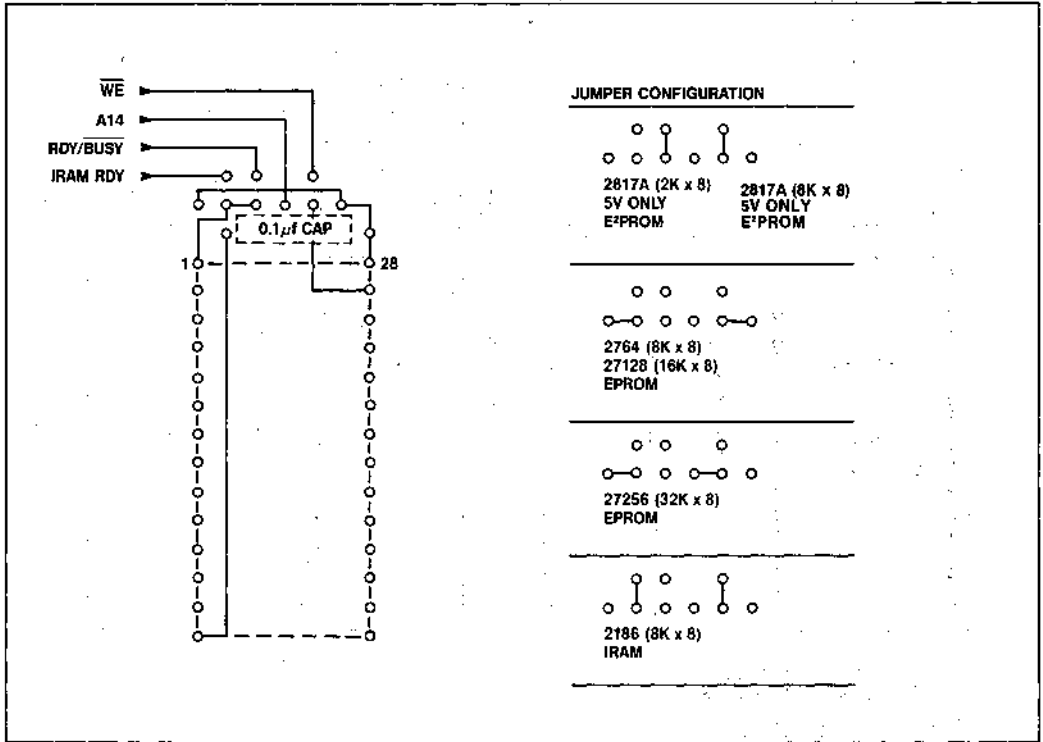 WE
A14
RDY/BUSY
IRAM RDY
0.1μf CAP
1
28
JUMPER CONFIGURATION
2817A (2K x 8)
5V ONLY
E²PROM
2817A (8K x 8)
5V ONLY
E²PROM
2764 (8K x 8)
27128 (16K x 8)
EPROM
27256 (32K x 8)
EPROM
2186 (8K x 8)
IRAM